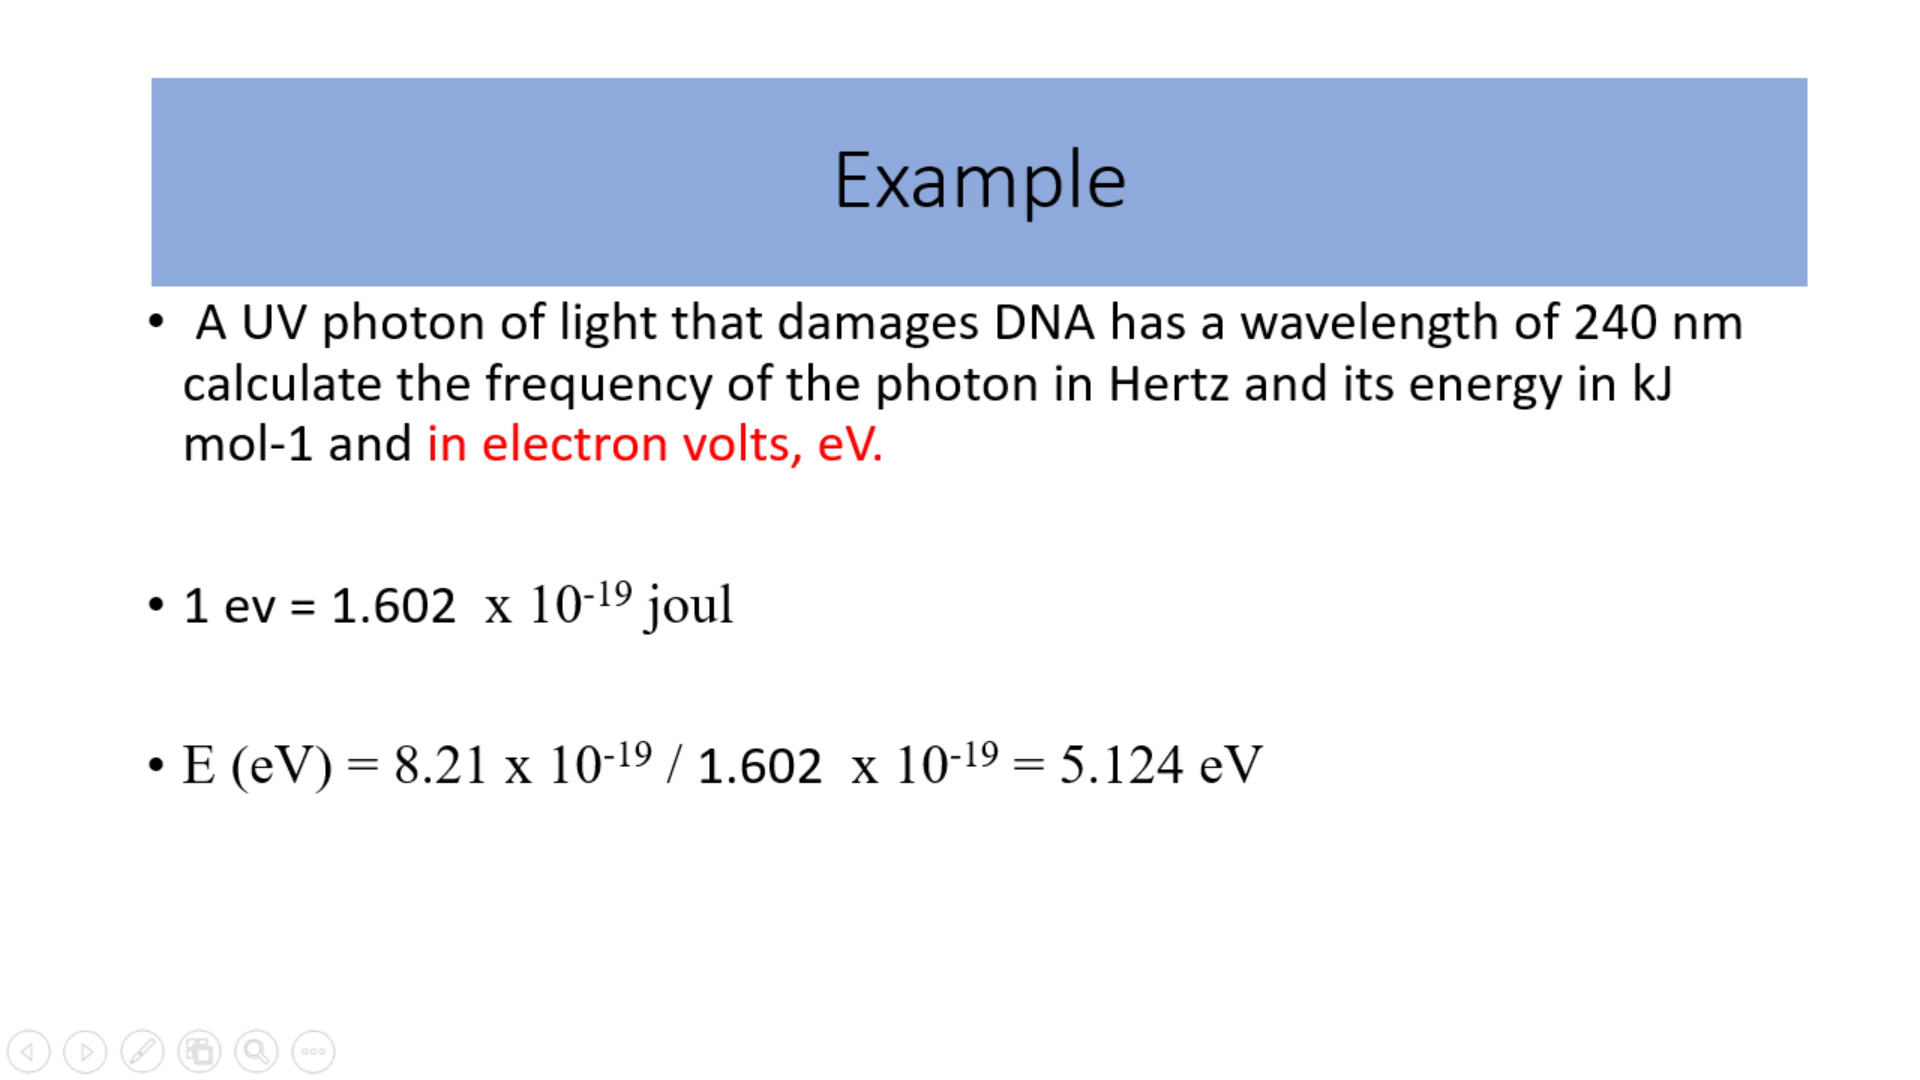 Example
• A UV photon of light that damages DNA has a wavelength of 240 nm
calculate the frequency of the photon in Hertz and its energy in kJ
mol-1 and in electron volts, eV.
• 1 ev = 1.602 x 10⁻¹⁹ joul
• E (eV) = 8.21 x 10⁻¹⁹ / 1.602 x 10⁻¹⁹ = 5.124 eV